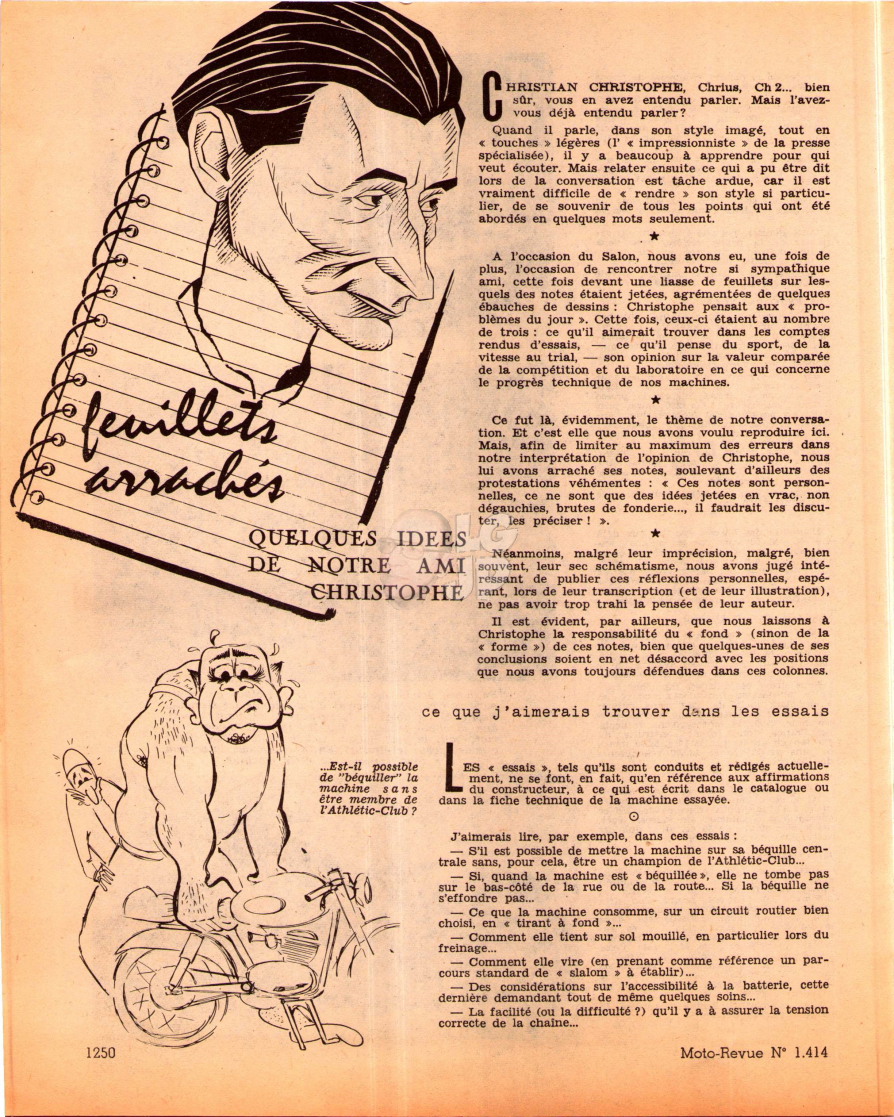 feuillets
arrachés
QUELQUES IDEES
DE NOTRE AMI
CHRISTOPHE
CHRISTIAN CHRISTOPHE, Chrius, Ch 2... bien
sûr, vous en avez entendu parler. Mais l'avez-
vous déjà entendu parler ?
Quand il parle, dans son style imagé, tout en
« touches » légères (l' « impressionniste » de la presse
spécialisée), il y a beaucoup à apprendre pour qui
veut écouter. Mais relater ensuite ce qui a pu être dit
lors de la conversation est tâche ardue, car il est
vraiment difficile de « rendre » son style si particu-
lier, de se souvenir de tous les points qui ont été
abordés en quelques mots seulement.
★
A l'occasion du Salon, nous avons eu, une fois de
plus, l'occasion de rencontrer notre si sympathique
ami, cette fois devant une liasse de feuillets sur les-
quels des notes étaient jetées, agrémentées de quelques
ébauches de dessins : Christophe pensait aux « pro-
blèmes du jour ». Cette fois, ceux-ci étaient au nombre
de trois : ce qu'il aimerait trouver dans les comptes
rendus d'essais, — ce qu'il pense du sport, de la
vitesse au trial, — son opinion sur la valeur comparée
de la compétition et du laboratoire en ce qui concerne
le progrès technique de nos machines.
★
Ce fut là, évidemment, le thème de notre conversa-
tion. Et c'est elle que nous avons voulu reproduire ici.
Mais, afin de limiter au maximum des erreurs dans
notre interprétation de l'opinion de Christophe, nous
lui avons arraché ses notes, soulevant d'ailleurs des
protestations véhémentes : « Ces notes sont person-
nelles, ce ne sont que des idées jetées en vrac, non
dégauchies, brutes de fonderie..., il faudrait les discu-
ter, les préciser ! ».
★
Néanmoins, malgré leur imprécision, malgré, bien
souvent, leur sec schématisme, nous avons jugé inté-
ressant de publier ces réflexions personnelles, espé-
rant, lors de leur transcription (et de leur illustration),
ne pas avoir trop trahi la pensée de leur auteur.
Il est évident, par ailleurs, que nous laissons à
Christophe la responsabilité du « fond » (sinon de la
« forme ») de ces notes, bien que quelques-unes de ses
conclusions soient en net désaccord avec les positions
que nous avons toujours défendues dans ces colonnes.
ce que j'aimerais trouver dans les essais
...Est-il possible
de "béquiller" la
machine sans
être membre de
l'Athlétic-Club ?
LES « essais », tels qu'ils sont conduits et rédigés actuelle-
ment, ne se font, en fait, qu'en référence aux affirmations
du constructeur, à ce qui est écrit dans le catalogue ou
dans la fiche technique de la machine essayée.
J'aimerais lire, par exemple, dans ces essais :
— S'il est possible de mettre la machine sur sa béquille cen-
trale sans, pour cela, être un champion de l'Athlétic-Club...
— Si, quand la machine est « béquillée », elle ne tombe pas
sur le bas-côté de la rue ou de la route... Si la béquille ne
s'effondre pas...
— Ce que la machine consomme, sur un circuit routier bien
choisi, en « tirant à fond »...
— Comment elle tient sur sol mouillé, en particulier lors du
freinage...
— Comment elle vire (en prenant comme référence un par-
cours standard de « slalom » à établir)...
— Des considérations sur l'accessibilité à la batterie, cette
dernière demandant tout de même quelques soins...
— La facilité (ou la difficulté ?) qu'il y a à assurer la tension
correcte de la chaîne...
1250
Moto-Revue N° 1.414